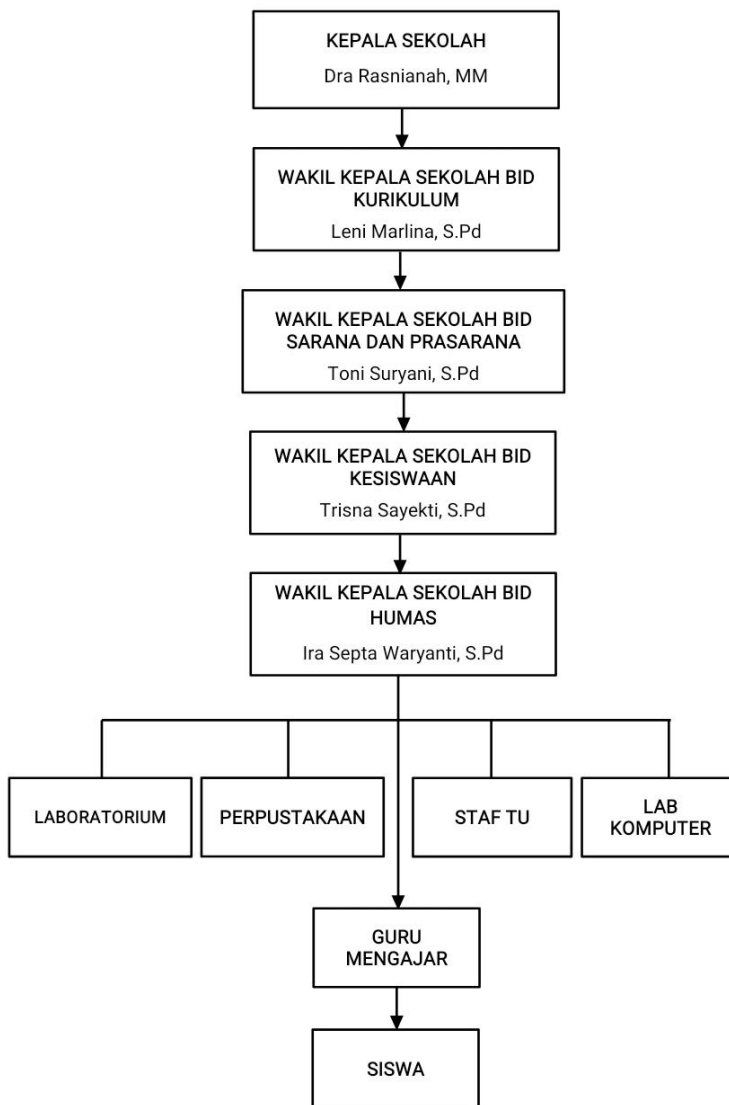 KEPALA SEKOLAH
Dra Rasnianah, MM
WAKIL KEPALA SEKOLAH BID
KURIKULUM
Leni Marlina, S.Pd
WAKIL KEPALA SEKOLAH BID
SARANA DAN PRASARANA
Toni Suryani, S.Pd
WAKIL KEPALA SEKOLAH BID
KESISWAAN
Trisna Sayekti, S.Pd
WAKIL KEPALA SEKOLAH BID
HUMAS
Ira Septa Waryanti, S.Pd
LABORATORIUM
PERPUSTAKAAN
STAF TU
LAB
KOMPUTER
GURU
MENGAJAR
SISWA